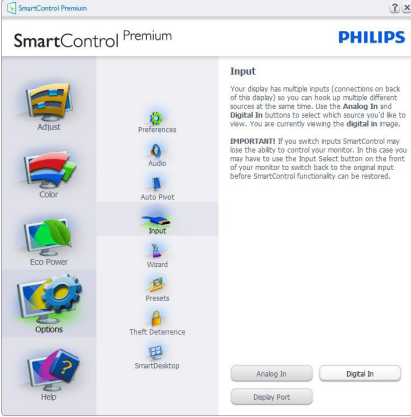 SmartControl Premium
SmartControl Premium
PHILIPS
Adjust
Color
Eco Power
Options
Help
Preferences
Audio
Auto Pivot
Input
Wizard
Presets
Theft Deterrence
SmartDesktop
Input
Your display has multiple inputs (connections on back
of this display) so you can hook up multiple different
sources at the same time. Use the Analog In and
Digital In buttons to select which source you'd like to
view. You are currently viewing the digital in image.
IMPORTANT! If you switch inputs SmartControl may
lose the ability to control your monitor. In this case you
may have to use the Input Select button on the front
of your monitor to switch back to the original input
before SmartControl functionality can be restored.
Analog In
Digital In
Display Port